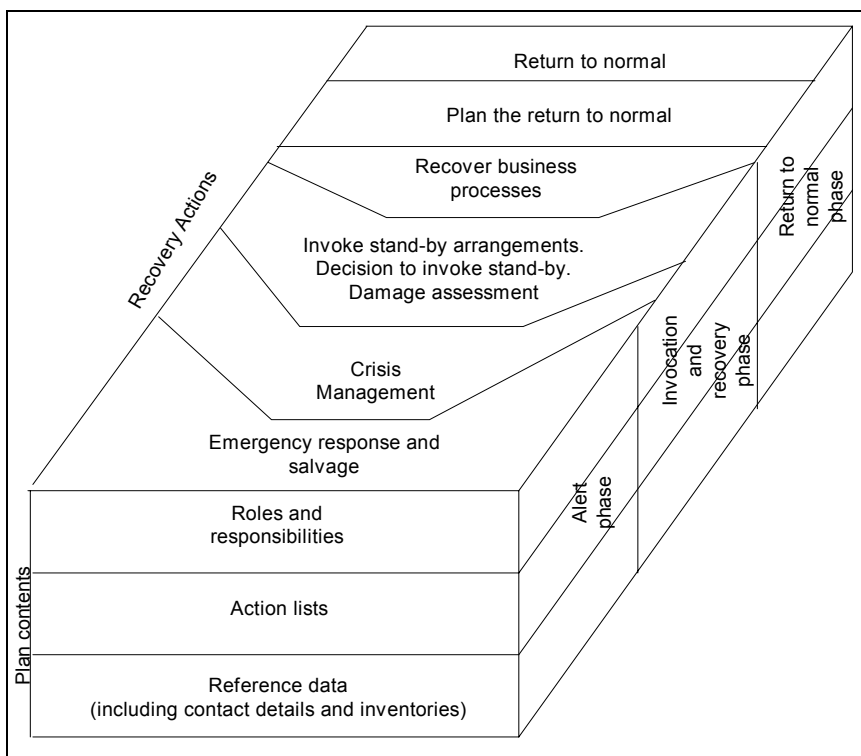 Return to normal
Plan the return to normal
Recover business
processes
Invoke stand-by arrangements.
Decision to invoke stand-by.
Damage assessment
Crisis
Management
Emergency response and
salvage
Recovery Actions
Roles and
responsibilities
Action lists
Reference data
(including contact details and inventories)
Plan contents
Alert
phase
Invocation
and
recovery
phase
Return to
normal
phase